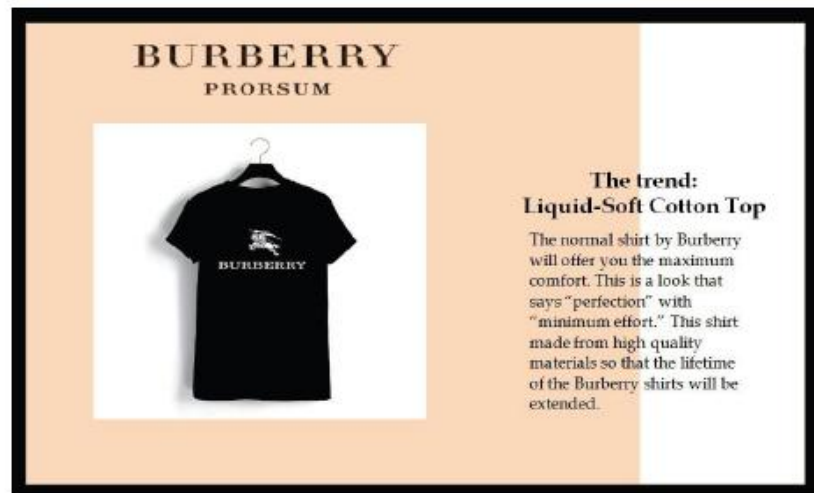 BURBERRY
PRORSUM
BURBERRY
The trend:
Liquid-Soft Cotton Top
The normal shirt by Burberry
will offer you the maximum
comfort. This is a look that
says “perfection” with
“minimum effort.” This shirt
made from high quality
materials so that the lifetime
of the Burberry shirts will be
extended.